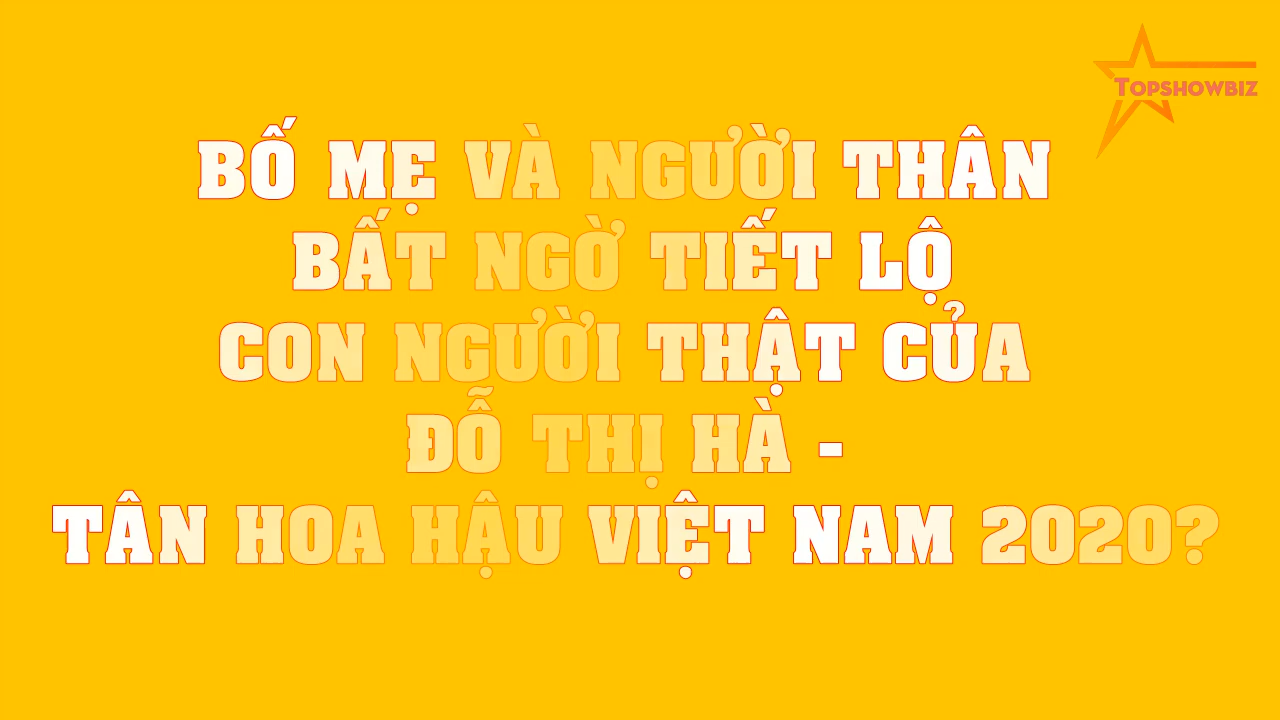 TOPSHOWBIZ
BỐ MẸ VÀ NGƯỜI THÂN
BẤT NGỜ TIẾT LỘ
CON NGƯỜI THẬT CỦA
ĐỖ THỊ HÀ -
TÂN HOA HẬU VIỆT NAM 2020?